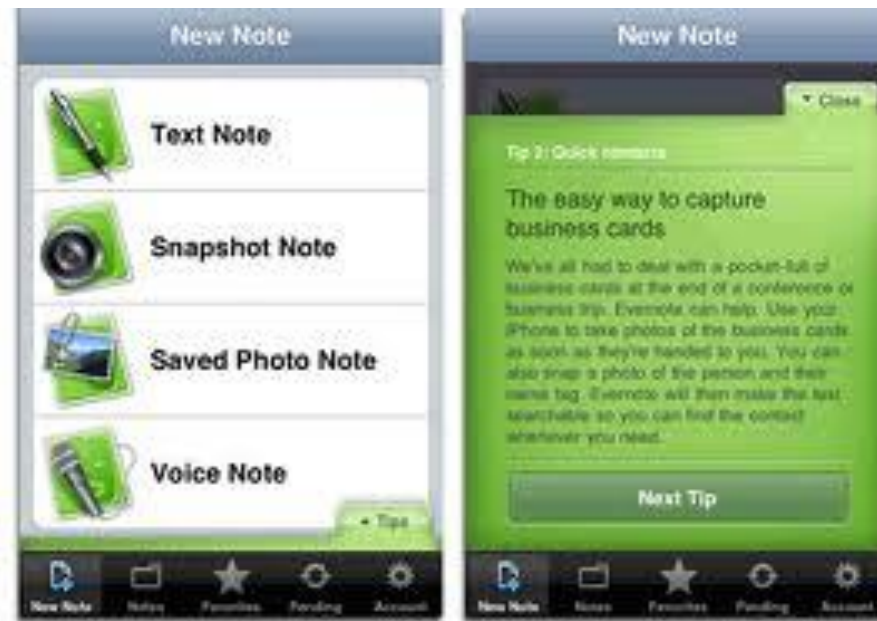 New Note
Text Note
Snapshot Note
Saved Photo Note
Voice Note
Tips
New Note
Notes
Favorites
Pending
Account
New Note
Close
Tip 2: Quick
The easy way to capture
business cards
We've all had to deal with a pocket-full of
business cards at the end of a conference or
business trip. Evernote can help. Use your
iPhone to take photos of the business cards
as soon as they're handed to you. You can
also snap a photo of the person and their
name tag. Evernote will then make the text
searchable so you can find the contact
whenever you need.
Next Tip
New Note
Notes
Favorites
Pending
Account